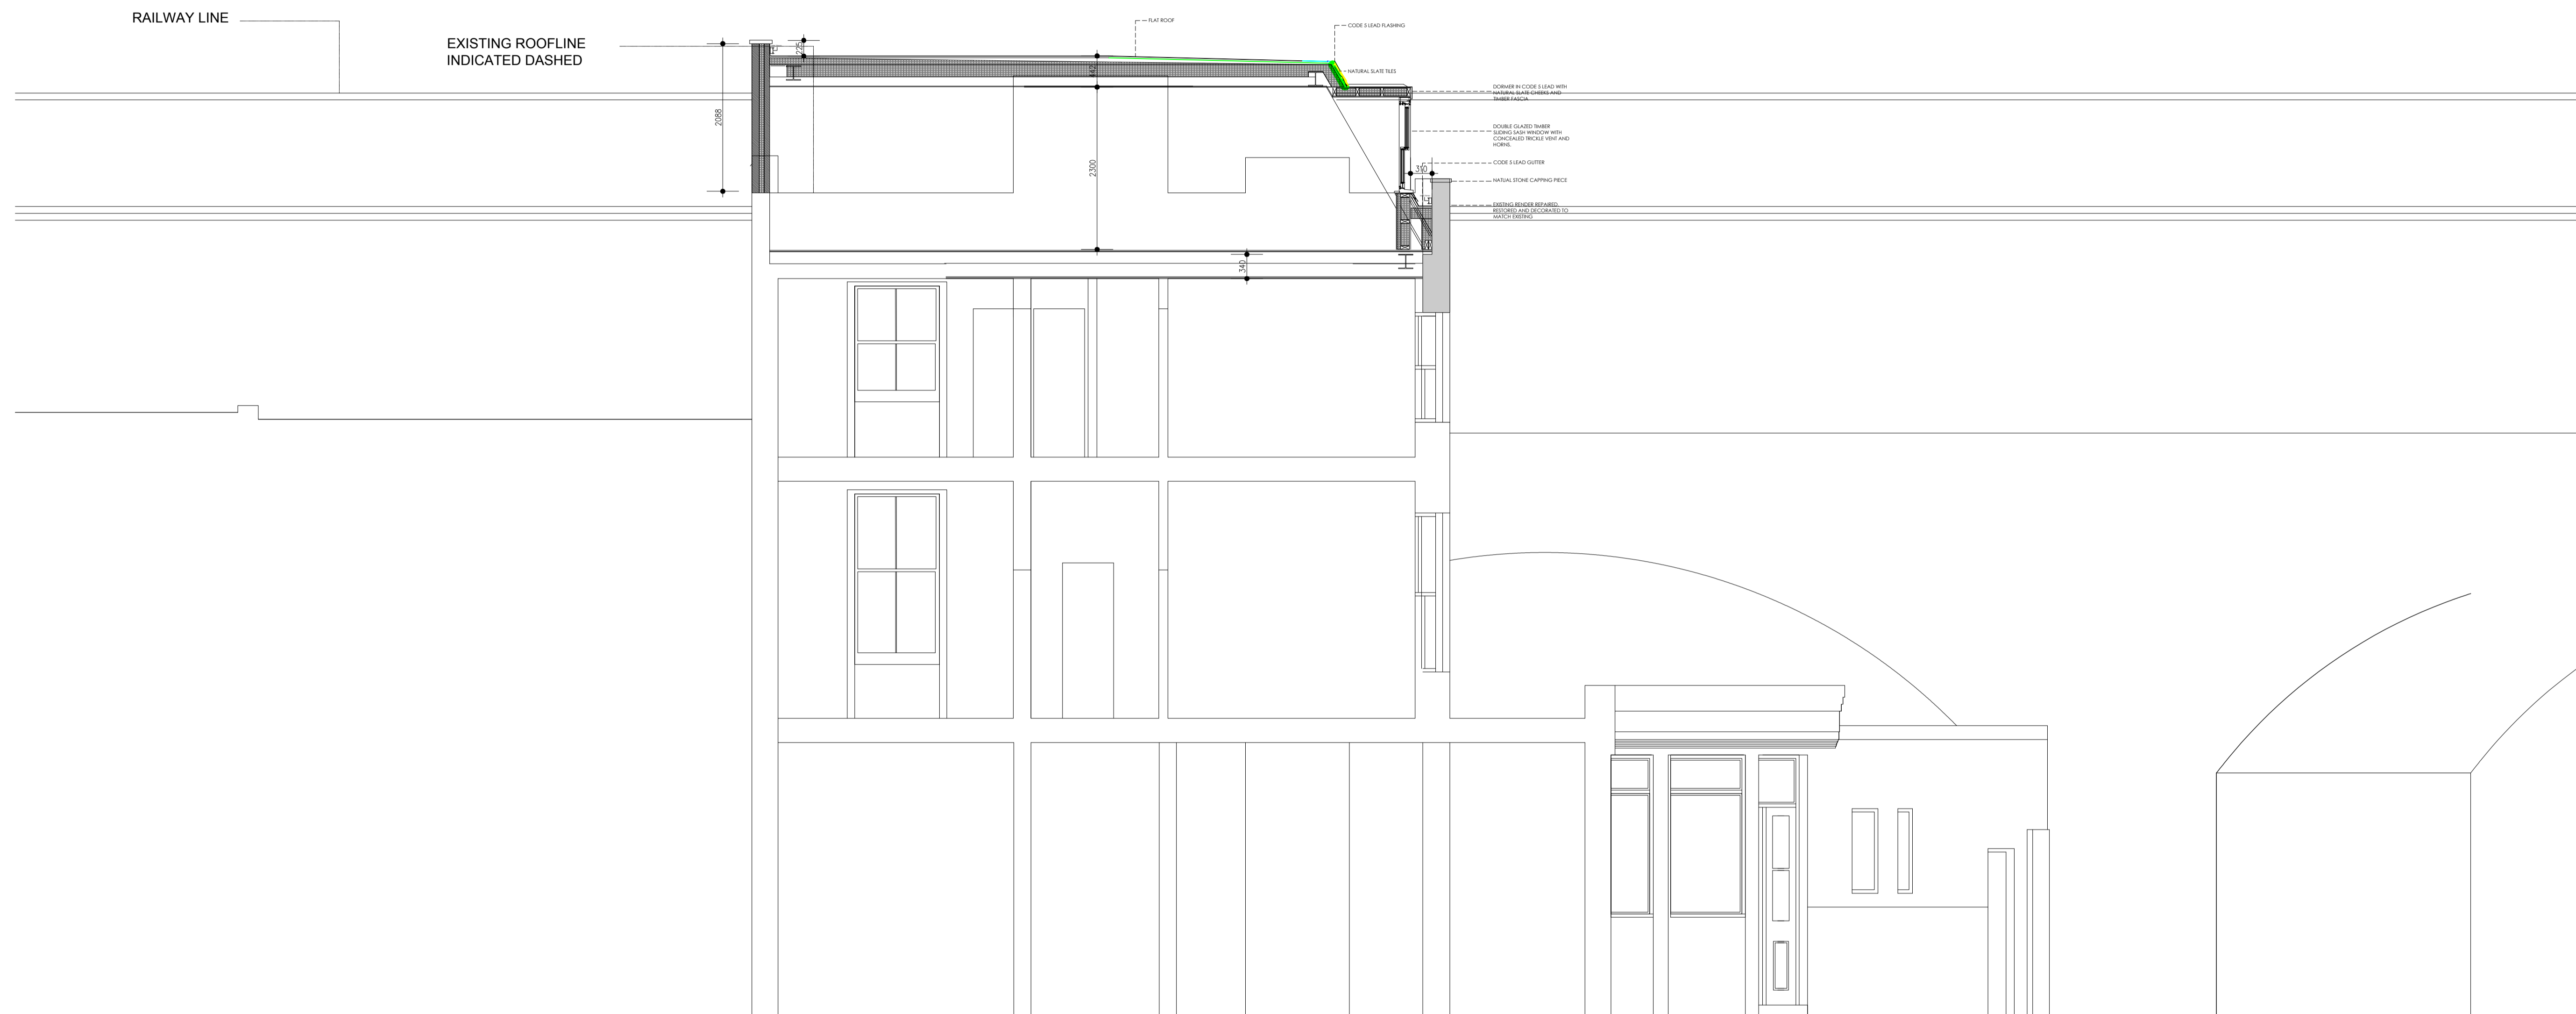 RAILWAY LINE
FLAT ROOF
CODE 5 LEAD FLASHING
EXISTING ROOFLINE
INDICATED DASHED
225
442
NATURAL SLATE TILES
DORMER IN CODE 5 LEAD WITH
NATURAL SLATE CHEEKS AND
TIMBER FASCIA
2088
DOUBLE GLAZED TIMBER
SLIDING SASH WINDOW WITH
CONCEALED TRICKLE VENT AND
HORNS.
2300
CODE 5 LEAD GUTTER
310
NATUAL STONE CAPPING PIECE
EXISTING RENDER REPAIRED,
RESTORED AND DECORATED TO
MATCH EXISTING
340